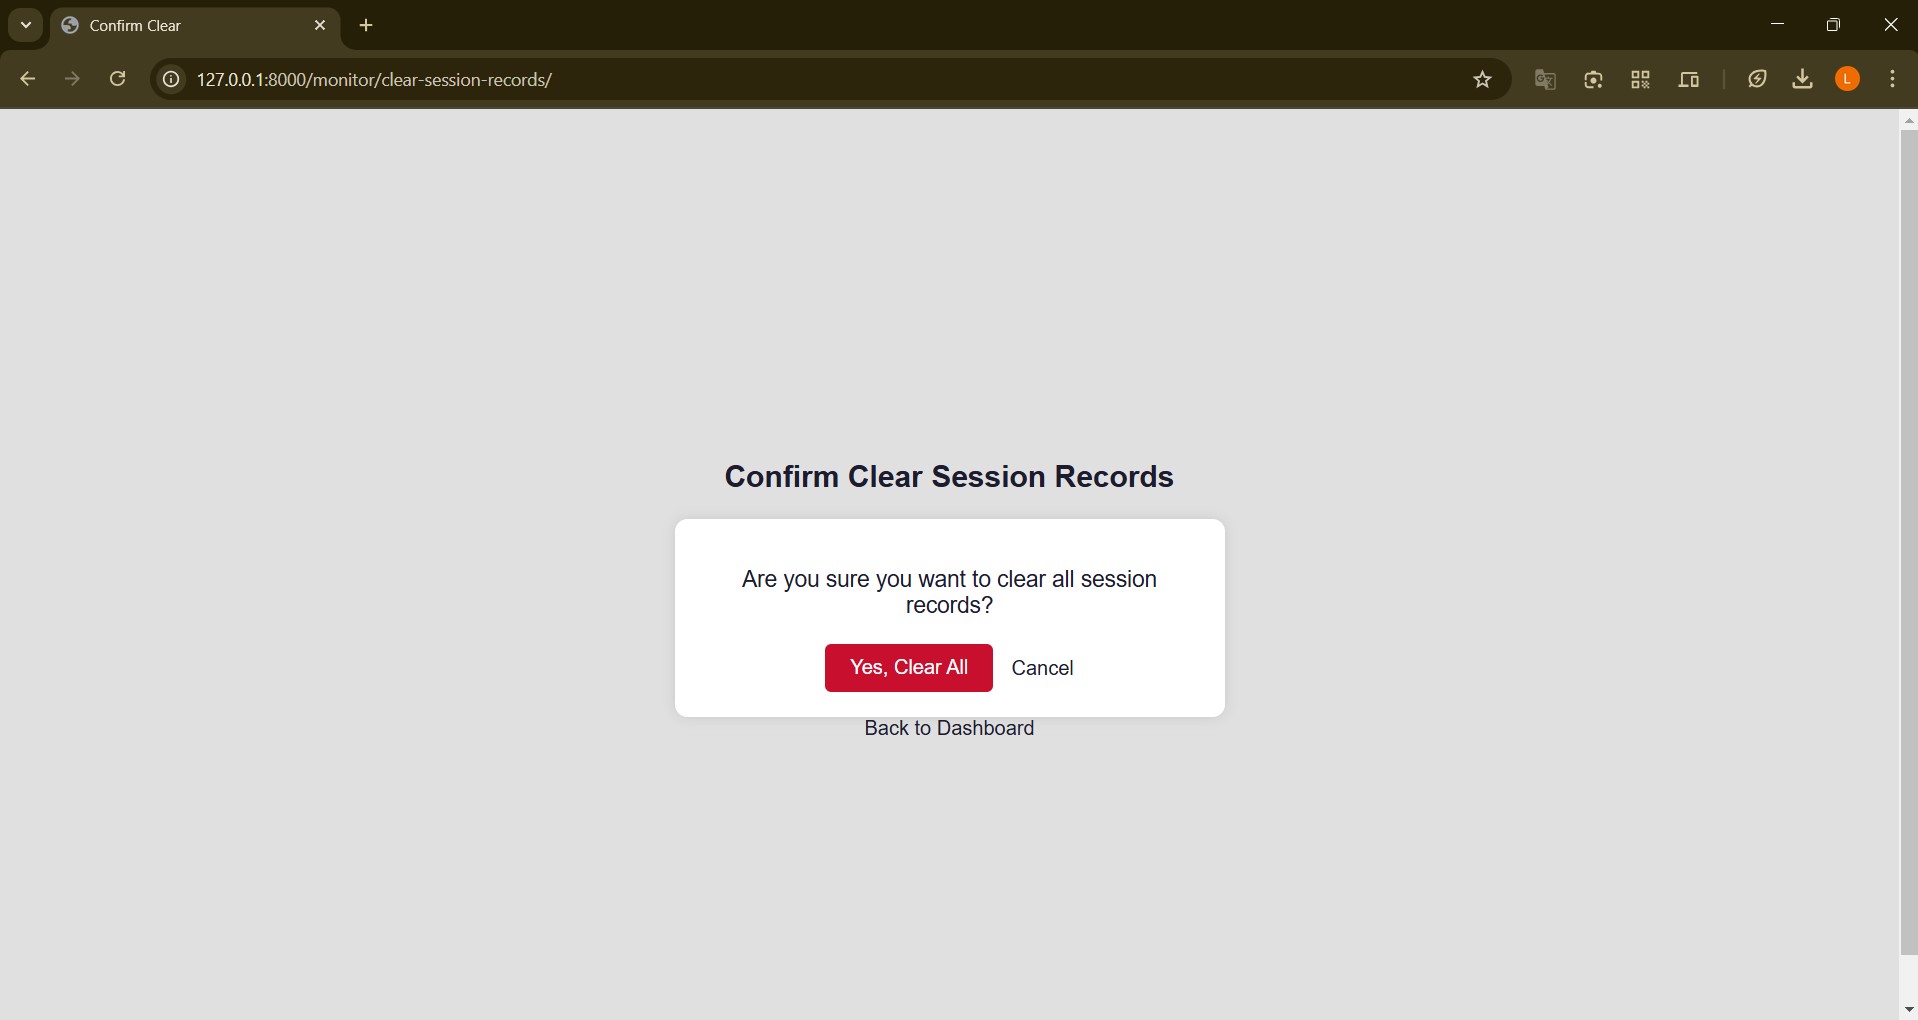 Confirm Clear
127.0.0.1:8000/monitor/clear-session-records/
L
Confirm Clear Session Records
Are you sure you want to clear all session
records?
Yes, Clear All
Cancel
Back to Dashboard